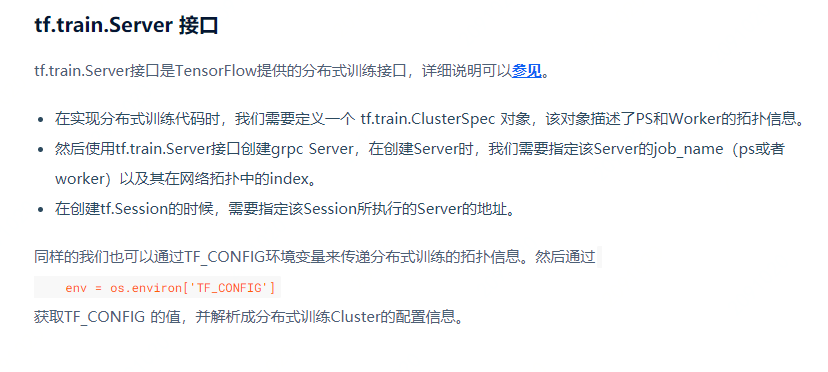 tf.train.Server 接口
tf.train.Server接口是TensorFlow提供的分布式训练接口，详细说明可以参见。
在实现分布式训练代码时，我们需要定义一个 tf.train.ClusterSpec 对象，该对象描述了PS和Worker的拓扑信息。
然后使用tf.train.Server接口创建grpc Server，在创建Server时，我们需要指定该Server的job_name（ps或者
worker）以及其在网络拓扑中的index。
在创建tf.Session的时候，需要指定该Session所执行的Server的地址。
同样的我们也可以通过TF_CONFIG环境变量来传递分布式训练的拓扑信息。然后通过
env = os.environ['TF_CONFIG']
获取TF_CONFIG 的值，并解析成分布式训练Cluster的配置信息。